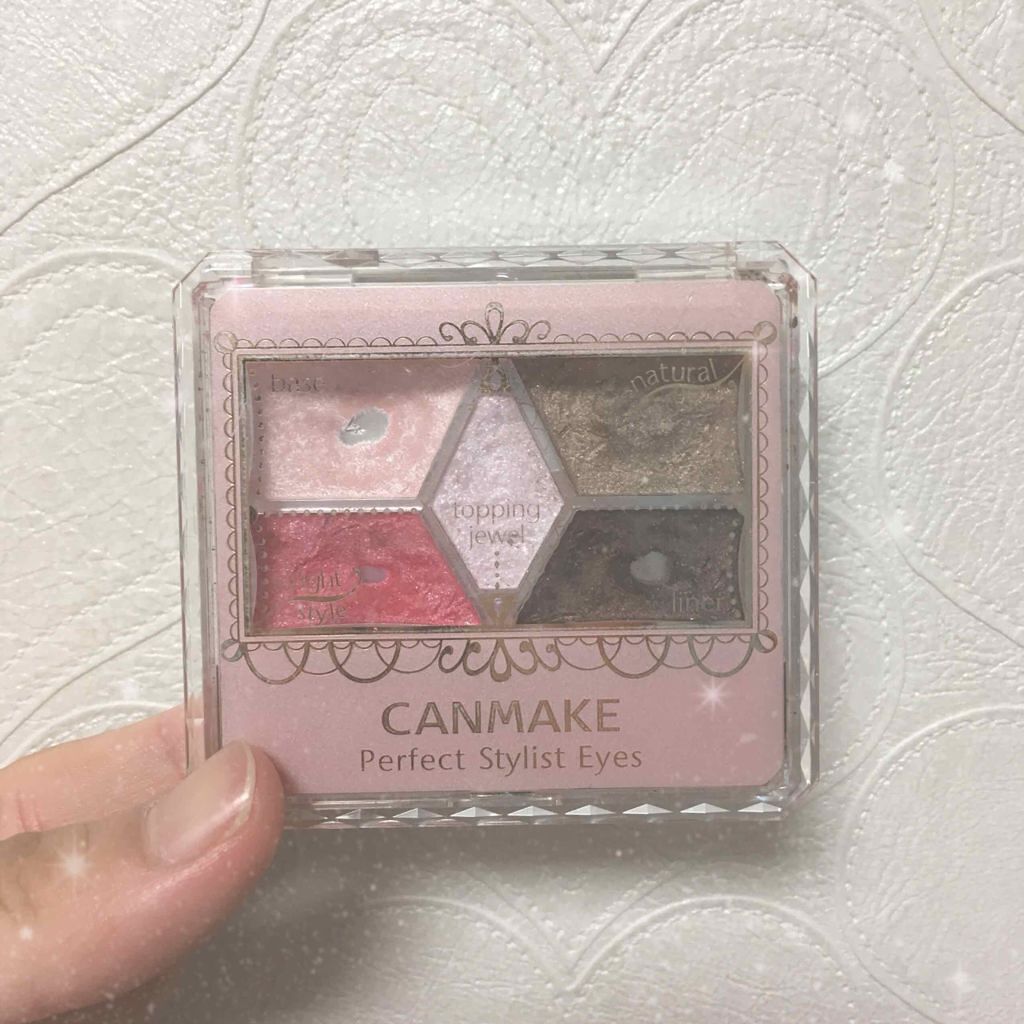 base
natural
topping
jewel
style
liner
CANMAKE
Perfect Stylist Eyes